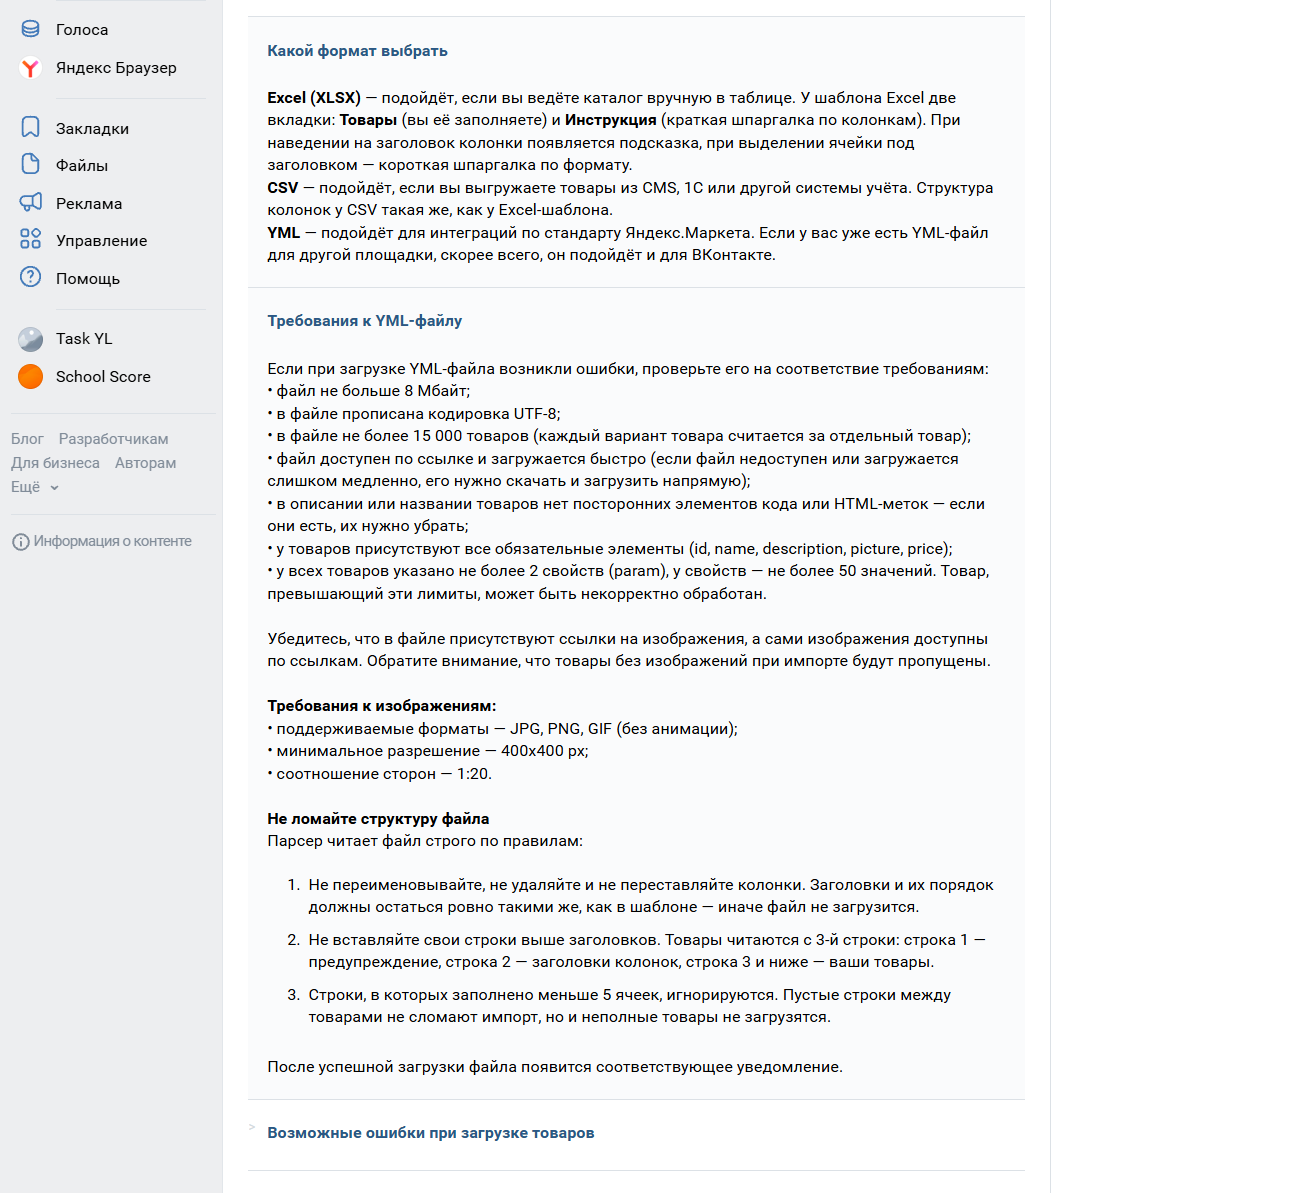 Голоса
Яндекс Браузер
Закладки
Файлы
Реклама
Управление
Помощь
Task YL
School Score
Блог Разработчикам
Для бизнеса Авторам
Ещё
Информация о контенте
Какой формат выбрать
Excel (XLSX) — подойдёт, если вы ведёте каталог вручную в таблице. У шаблона Excel две
вкладки: Товары (вы её заполняете) и Инструкция (краткая шпаргалка по колонкам). При
наведении на заголовок колонки появляется подсказка, при выделении ячейки под
заголовком — короткая шпаргалка по формату.
CSV — подойдёт, если вы выгружаете товары из CMS, 1С или другой системы учёта. Структура
колонок у CSV такая же, как у Excel-шаблона.
YML — подойдёт для интеграций по стандарту Яндекс.Маркета. Если у вас уже есть YML-файл
для другой площадки, скорее всего, он подойдёт и для ВКонтакте.
Требования к YML-файлу
Если при загрузке YML-файла возникли ошибки, проверьте его на соответствие требованиям:
• файл не больше 8 Мбайт;
• в файле прописана кодировка UTF-8;
• в файле не более 15 000 товаров (каждый вариант товара считается за отдельный товар);
• файл доступен по ссылке и загружается быстро (если файл недоступен или загружается
слишком медленно, его нужно скачать и загрузить напрямую);
• в описании или названии товаров нет посторонних элементов кода или HTML-меток — если
они есть, их нужно убрать;
• у товаров присутствуют все обязательные элементы (id, name, description, picture, price);
• у всех товаров указано не более 2 свойств (param), у свойств — не более 50 значений. Товар,
превышающий эти лимиты, может быть некорректно обработан.
Убедитесь, что в файле присутствуют ссылки на изображения, а сами изображения доступны
по ссылкам. Обратите внимание, что товары без изображений при импорте будут пропущены.
Требования к изображениям:
• поддерживаемые форматы — JPG, PNG, GIF (без анимации);
• минимальное разрешение — 400x400 px;
• соотношение сторон — 1:20.
Не ломайте структуру файла
Парсер читает файл строго по правилам:
1. Не переименовывайте, не удаляйте и не переставляйте колонки. Заголовки и их порядок
должны остаться ровно такими же, как в шаблоне — иначе файл не загрузится.
2. Не вставляйте свои строки выше заголовков. Товары читаются с 3-й строки: строка 1 —
предупреждение, строка 2 — заголовки колонок, строка 3 и ниже — ваши товары.
3. Строки, в которых заполнено меньше 5 ячеек, игнорируются. Пустые строки между
товарами не сломают импорт, но и неполные товары не загрузятся.
После успешной загрузки файла появится соответствующее уведомление.
> Возможные ошибки при загрузке товаров